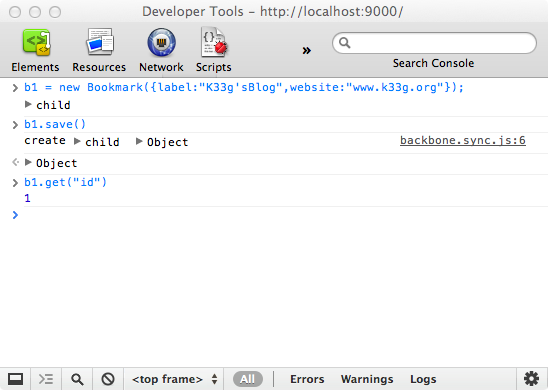 Developer Tools – http://localhost:9000/
Elements Resources Network Scripts » Search Console
> b1 = new Bookmark({label:"K33g'sBlog",website:"www.k33g.org"});
▶ child
> b1.save()
create ▶ child ▶ Object backbone.sync.js:6
▶ Object
> b1.get("id")
1
>
<top frame> All Errors Warnings Logs